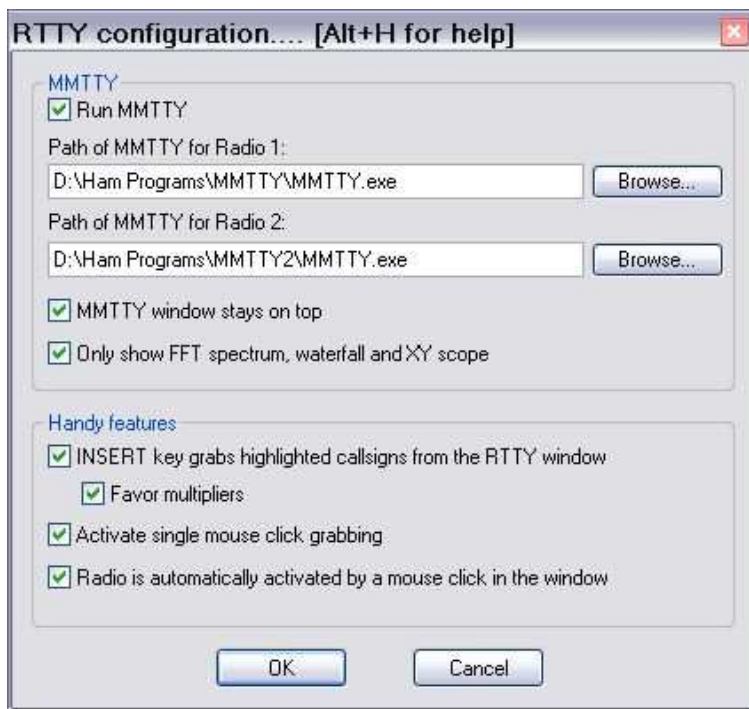 RTTY configuration.... [Alt+H for help]
MMTTY
Run MMTTY
Path of MMTTY for Radio 1:
D:\Ham Programs\MMTTY\MMTTY.exe
Browse...
Path of MMTTY for Radio 2:
D:\Ham Programs\MMTTY2\MMTTY.exe
Browse...
MMTTY window stays on top
Only show FFT spectrum, waterfall and XY scope
Handy features
INSERT key grabs highlighted callsigns from the RTTY window
Favor multipliers
Activate single mouse click grabbing
Radio is automatically activated by a mouse click in the window
OK
Cancel